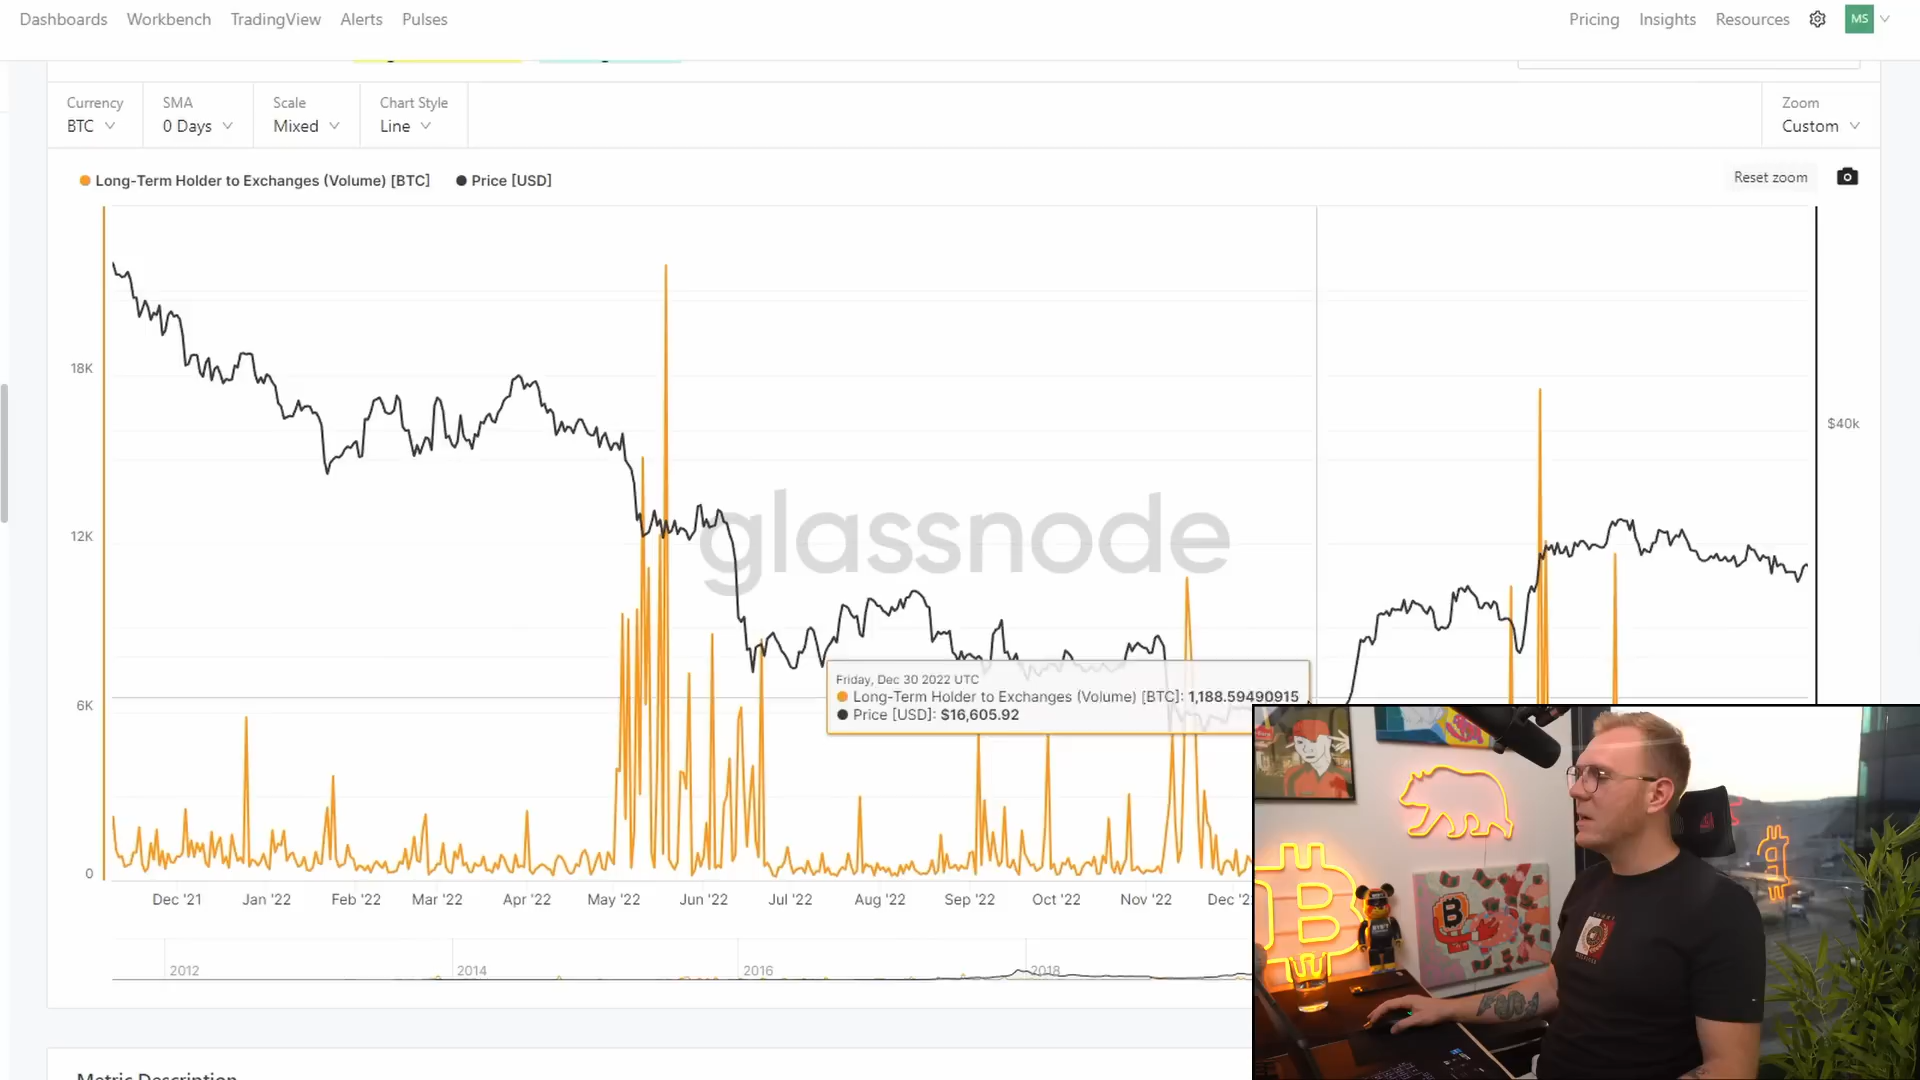 Dashboards Workbench TradingView Alerts Pulses Pricing Insights Resources MS
Currency SMA Scale Chart Style Zoom
BTC 0 Days Mixed Line Custom
Long-Term Holder to Exchanges (Volume) [BTC] Price [USD] Reset zoom
18K
$40k
12K
glassnode
6K
Friday, Dec 30 2022 UTC
Long-Term Holder to Exchanges (Volume) [BTC]: 1,188.59490915
Price [USD]: $16,605.92
0
Dec '21 Jan '22 Feb '22 Mar '22 Apr '22 May '22 Jun '22 Jul '22 Aug '22 Sep '22 Oct '22 Nov '22 Dec '2
2012 2014 2016 2018
Metric Description